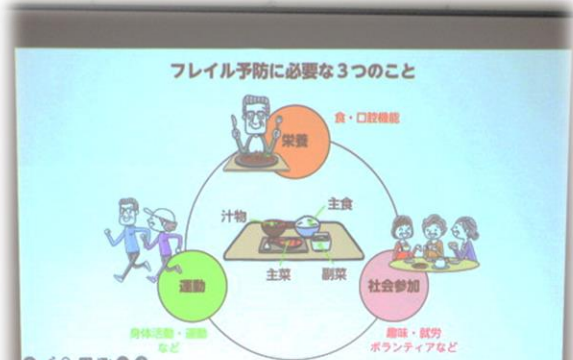 フレイル予防に必要な3つのこと
栄養
食・口腔機能
汁物
主食
主菜
副菜
運動
身体活動・運動
など
社会参加
趣味・就労
ボランティアなど